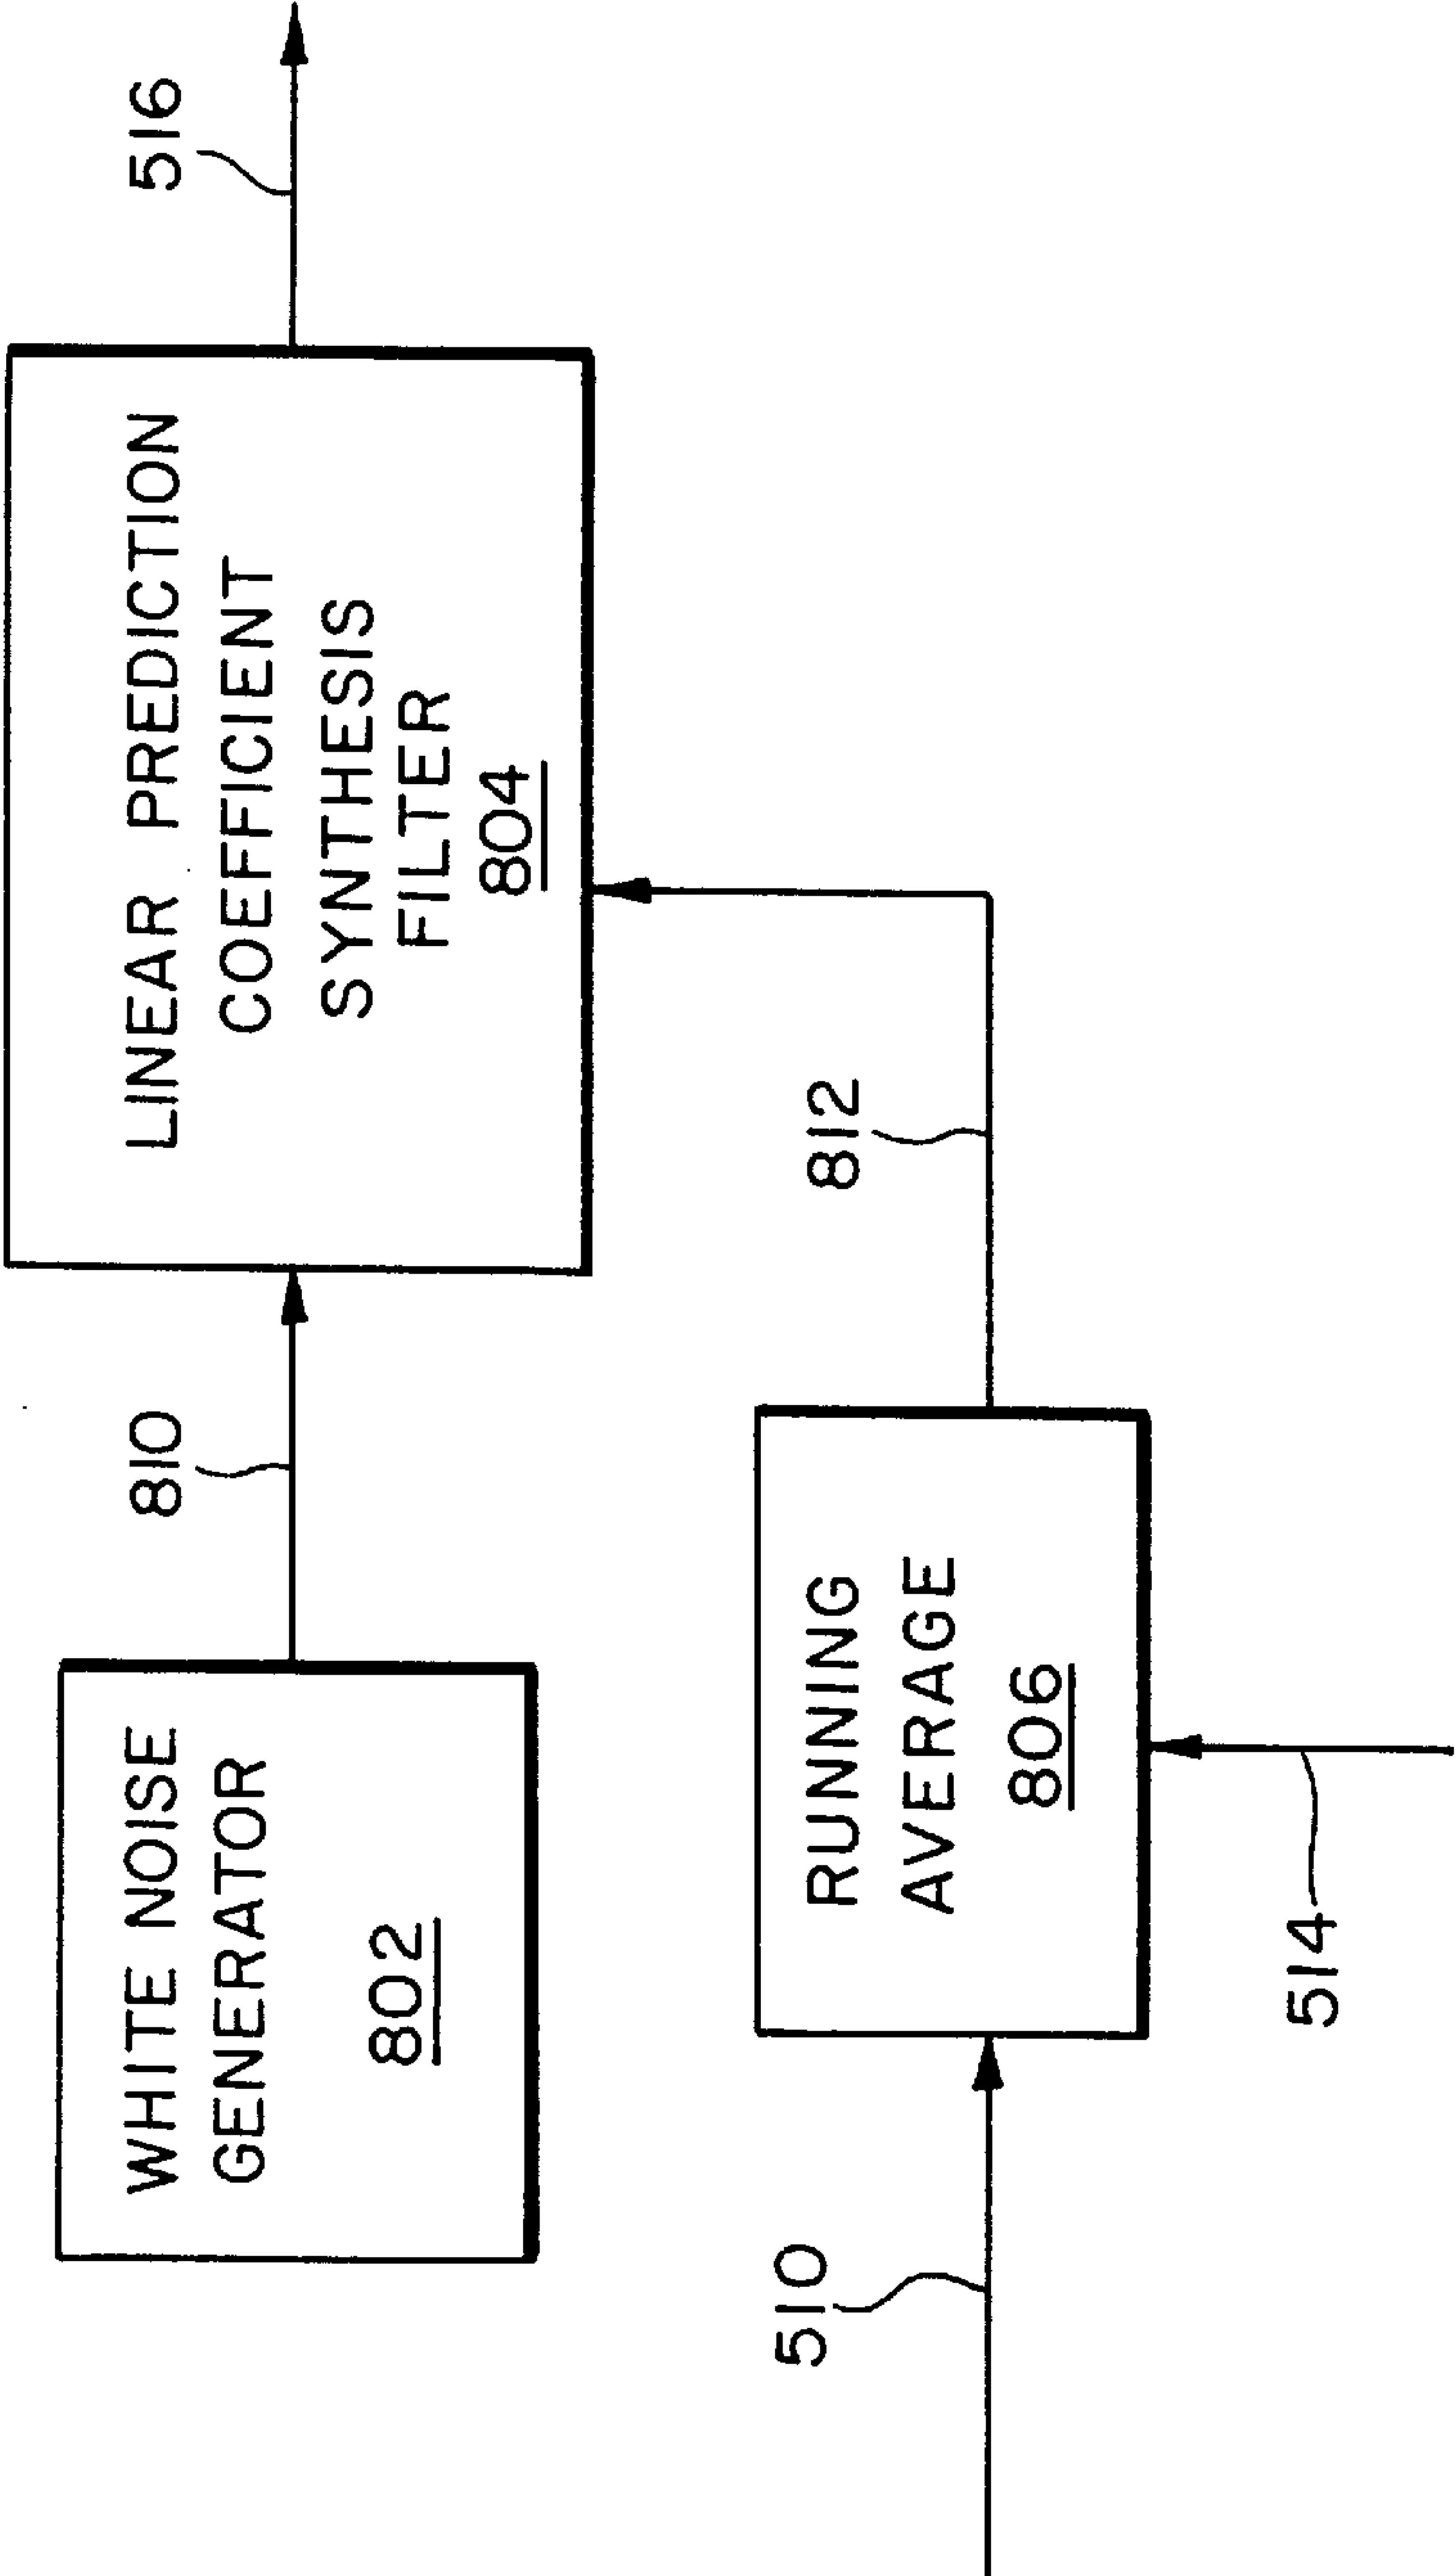 WHITE NOISE
GENERATOR
802
810
LINEAR PREDICTION
COEFFICIENT
SYNTHESIS
FILTER
804
516
510
RUNNING
AVERAGE
806
812
514